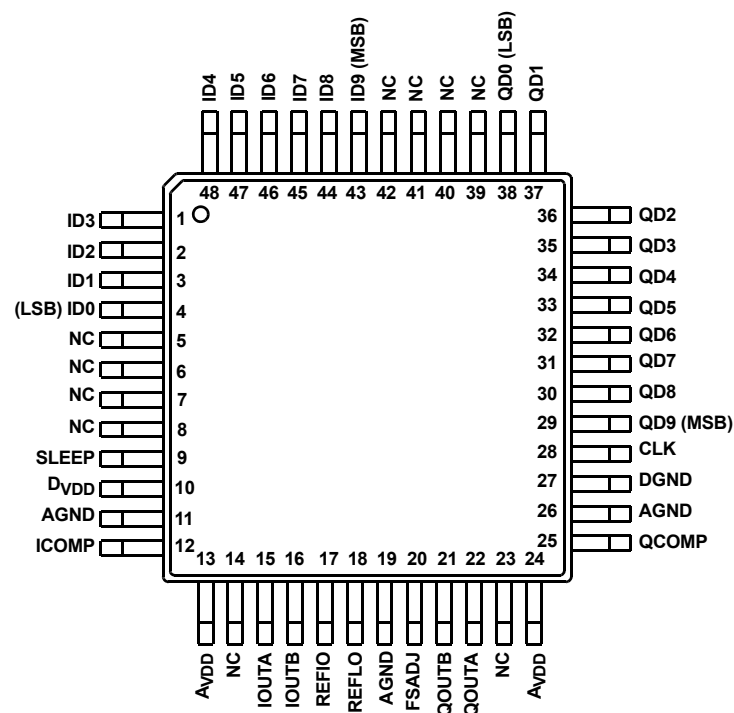 ID4
ID5
ID6
ID7
ID8
ID9 (MSB)
NC
NC
NC
NC
QD0 (LSB)
QD1
48 47 46 45 44 43 42 41 40 39 38 37
ID3 1
ID2 2
ID1 3
(LSB) ID0 4
NC 5
NC 6
NC 7
NC 8
SLEEP 9
DVDD 10
AGND 11
ICOMP 12
36 QD2
35 QD3
34 QD4
33 QD5
32 QD6
31 QD7
30 QD8
29 QD9 (MSB)
28 CLK
27 DGND
26 AGND
25 QCOMP
13 14 15 16 17 18 19 20 21 22 23 24
AVDD
NC
IOUTA
IOUTB
REFIO
REFLO
AGND
FSADJ
QOUTB
QOUTA
NC
AVDD